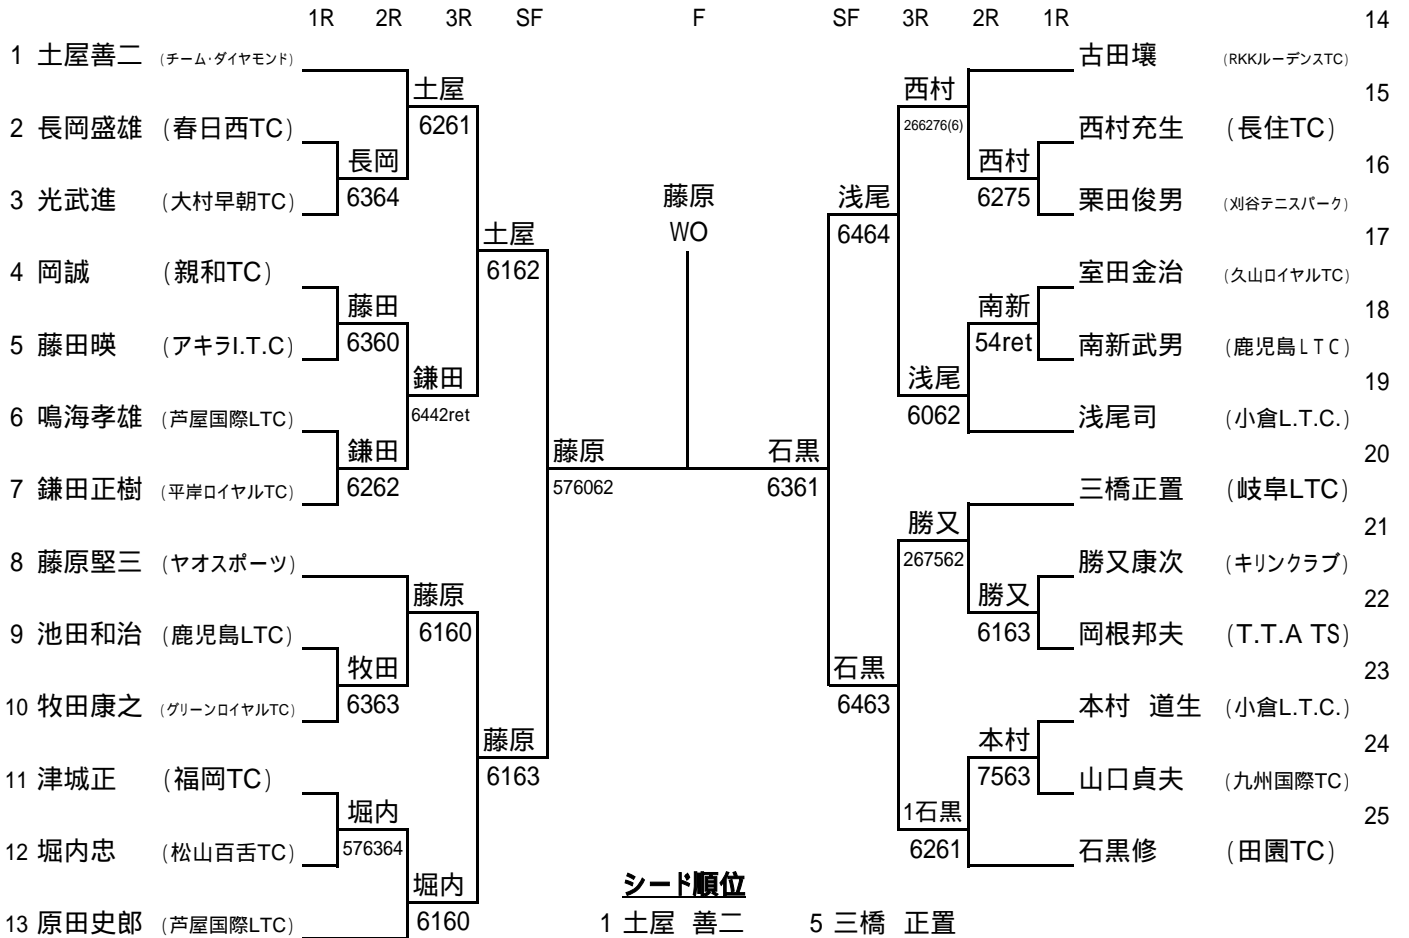 1R 2R 3R SF F SF 3R 2R 1R 14
1 土屋善二 (チーム・ダイヤモンド) 古田壌 (RKKルーデンスTC)
土屋 西村 15
2 長岡盛雄 (春日西TC) 6261 266276(6) 西村充生 (長住TC)
長岡 西村 16
3 光武進 (大村早朝TC) 6364 藤原 浅尾 6275 栗田俊男 (刈谷テニスパーク)
土屋 WO 6464 17
4 岡誠 (親和TC) 6162 室田金治 (久山ロイヤルTC)
藤田 南新 18
5 藤田暎 (アキラI.T.C) 6360 54ret 南新武男 (鹿児島LTC)
鎌田 浅尾 19
6 鳴海孝雄 (芦屋国際LTC) 6442ret 6062 浅尾司 (小倉L.T.C.)
鎌田 藤原 石黒 20
7 鎌田正樹 (平岸ロイヤルTC) 6262 576062 6361 三橋正置 (岐阜LTC)
勝又 21
8 藤原堅三 (ヤオスポーツ) 267562 勝又康次 (キリンクラブ)
藤原 勝又 22
9 池田和治 (鹿児島LTC) 6160 6163 岡根邦夫 (T.T.A TS)
牧田 石黒 23
10 牧田康之 (グリーンロイヤルTC) 6363 6463 本村 道生 (小倉L.T.C.)
藤原 本村 24
11 津城正 (福岡TC) 6163 7563 山口貞夫 (九州国際TC)
堀内 1石黒 25
12 堀内忠 (松山百舌TC) 576364 6261 石黒修 (田園TC)
堀内 シード順位
13 原田史郎 (芦屋国際LTC) 6160 1 土屋 善二 5 三橋 正置